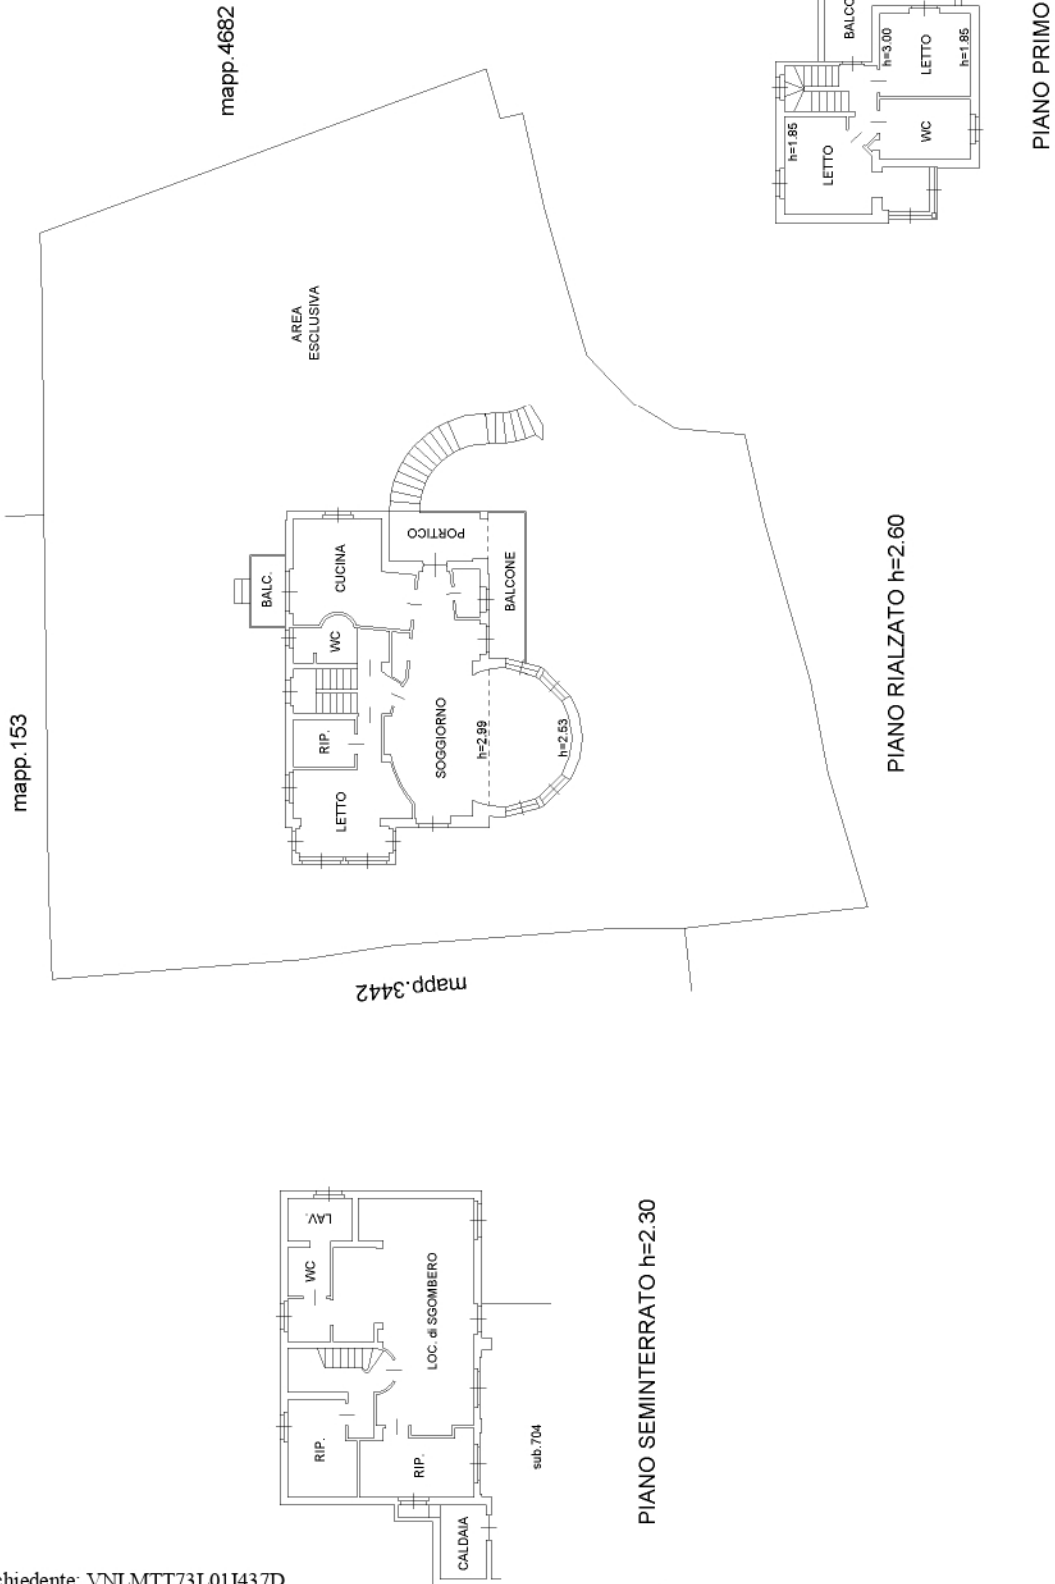 mapp.4682
BALCO
h=3.00
LETTO
h=1.85
WC
h=1.85
LETTO
PIANO PRIMO
AREA
ESCLUSIVA
PORTICO
CUCINA
BALC.
BALCONE
WC
RIP.
SOGGIORNO
h=2.99
h=2.53
LETTO
PIANO RIALZATO h=2.60
mapp.153
mapp.3442
LAV.
WC
LOC. di SGOMBERO
RIP.
RIP.
sub.704
CALDAIA
PIANO SEMINTERRATO h=2.30
chiedente: VNLMTT73L01I437D